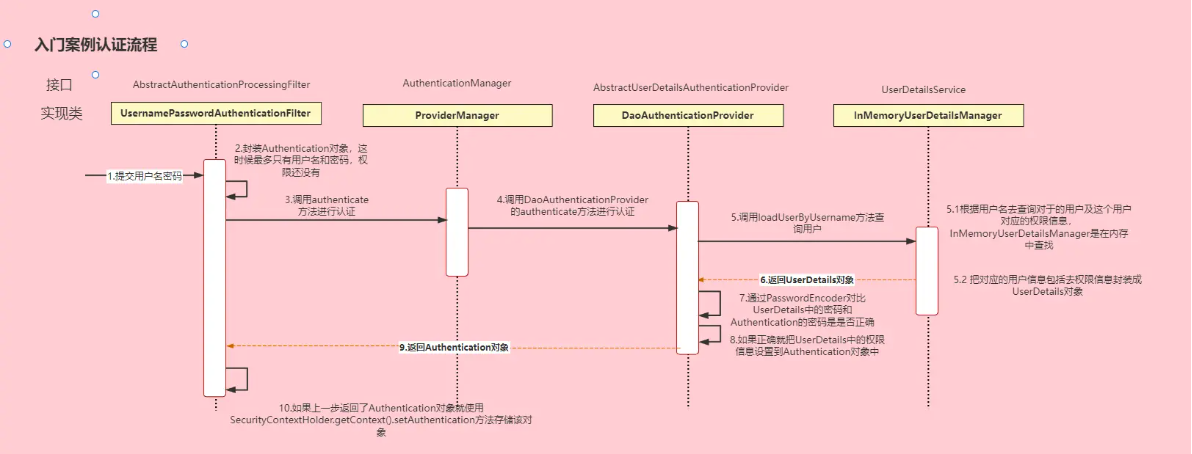 入门案例认证流程
接口
AbstractAuthenticationProcessingFilter
AuthenticationManager
AbstractUserDetailsAuthenticationProvider
UserDetailsService
实现类
UsernamePasswordAuthenticationFilter
ProviderManager
DaoAuthenticationProvider
InMemoryUserDetailsManager
1.提交用户名密码
2.封装Authentication对象，这
时候最多只有用户名和密码，权
限还没有
3.调用authenticate
方法进行认证
4.调用DaoAuthenticationProvider
的authenticate方法进行认证
5.调用loadUserByUsername方法查
询用户
5.1根据用户名去查询对于的用户及这个用户
对应的权限信息，
InMemoryUserDetailsManager是在内存
中查找
5.2 把对应的用户信息包括去权限信息封装成
UserDetails对象
6.返回UserDetails对象
7.通过PasswordEncoder对比
UserDetails中的密码和
Authentication的密码是是否正确
8.如果正确就把UserDetails中的权限
信息设置到Authentication对象中
9.返回Authentication对象
10.如果上一步返回了Authentication对象就使用
SecurityContextHolder.getContext().setAuthentication方法存储该对
象